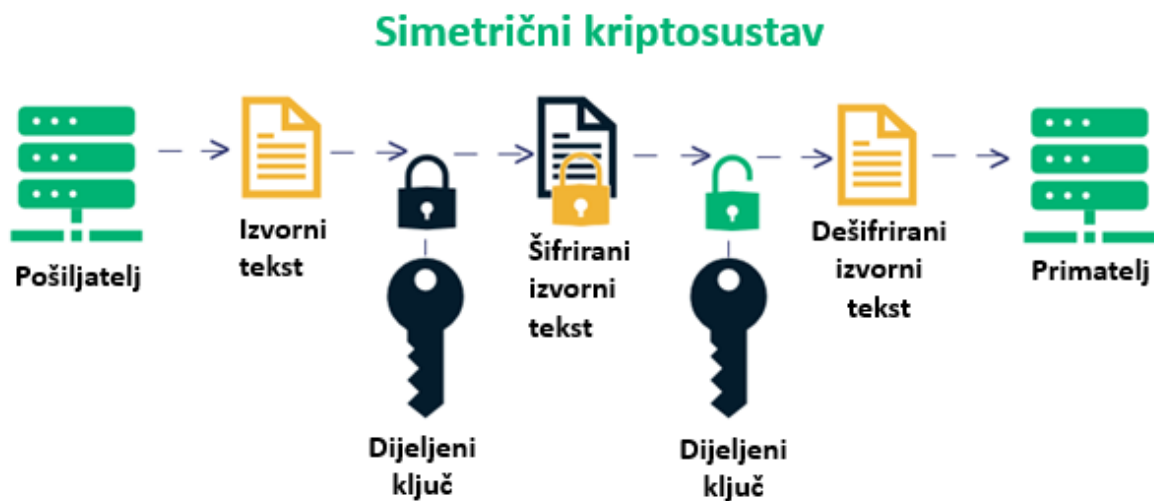 Simetrični kriptosustav
Pošiljatelj
Izvorni
tekst
Dijeljeni
ključ
Šifrirani
izvorni
tekst
Dijeljeni
ključ
Dešifrirani
izvorni
tekst
Primatelj